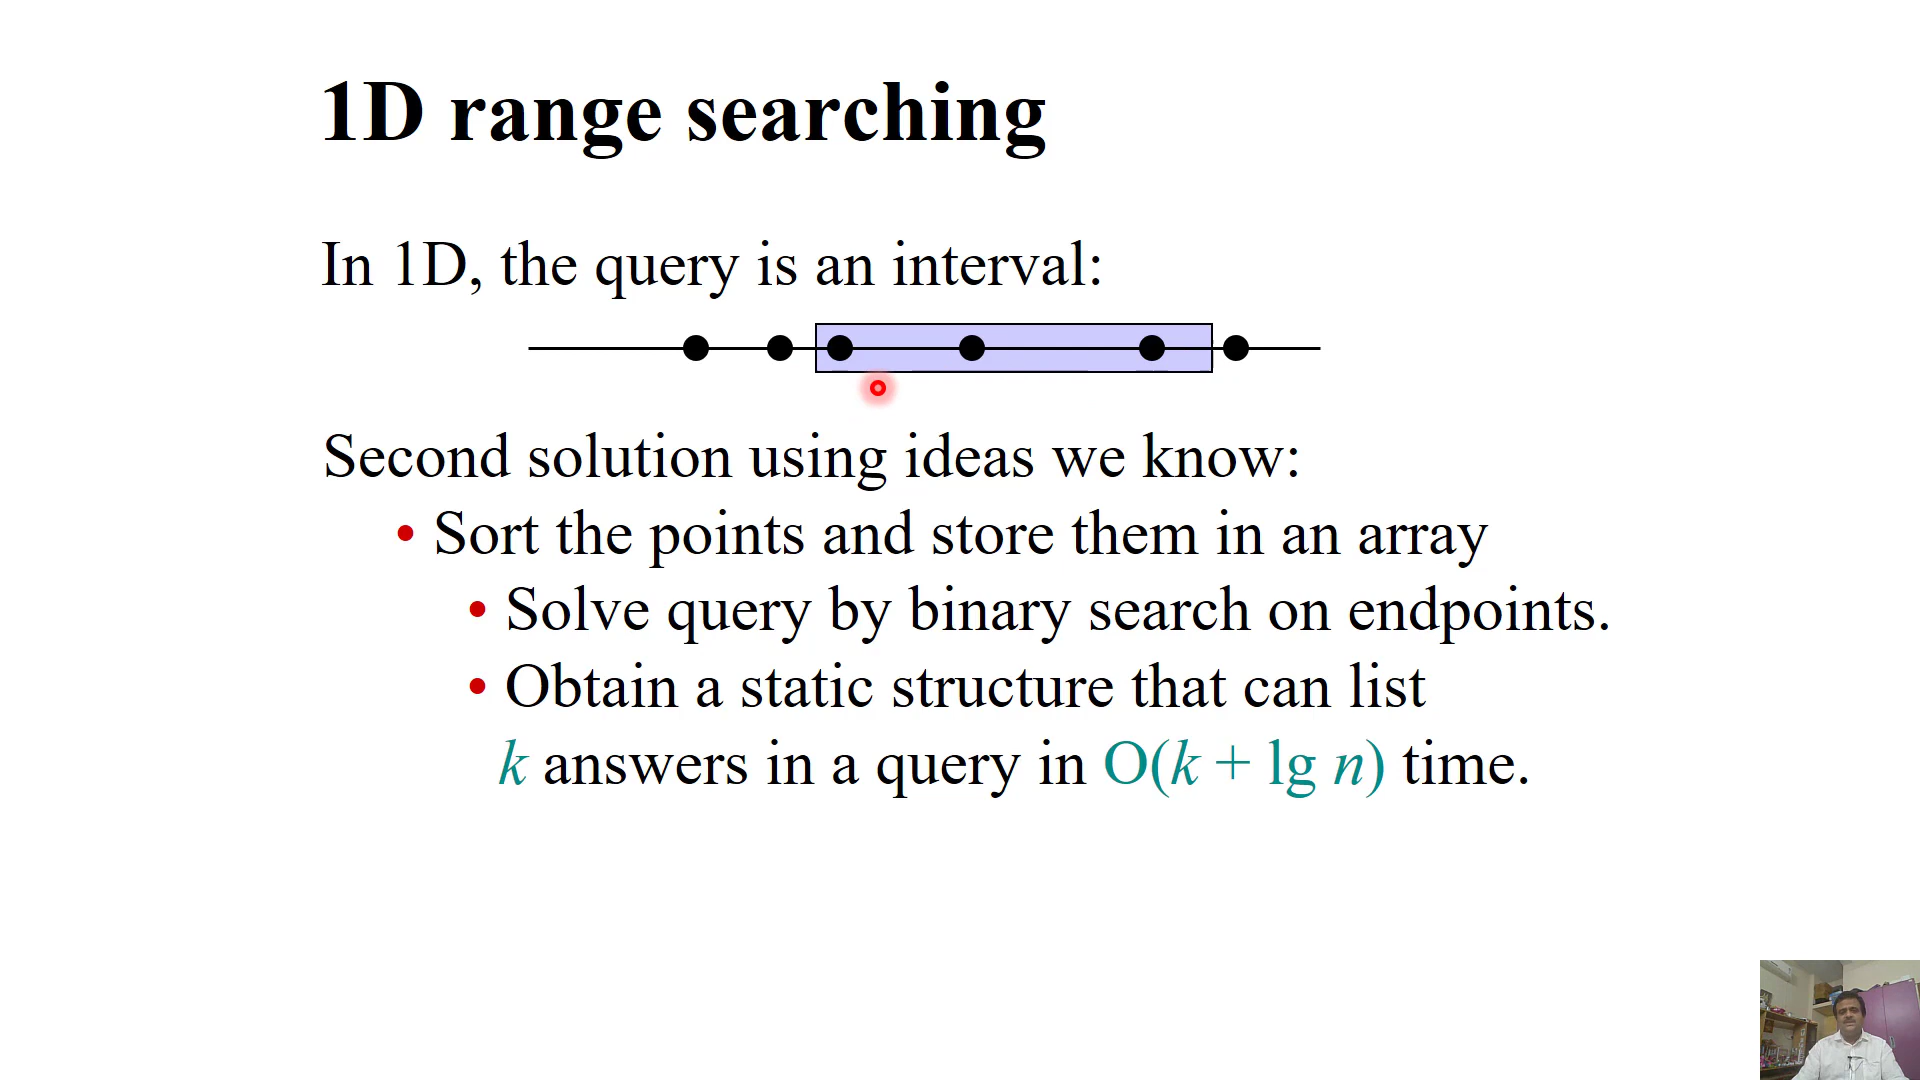 1D range searching
In 1D, the query is an interval:
Second solution using ideas we know:
• Sort the points and store them in an array
• Solve query by binary search on endpoints.
• Obtain a static structure that can list
k answers in a query in O(k + lg n) time.